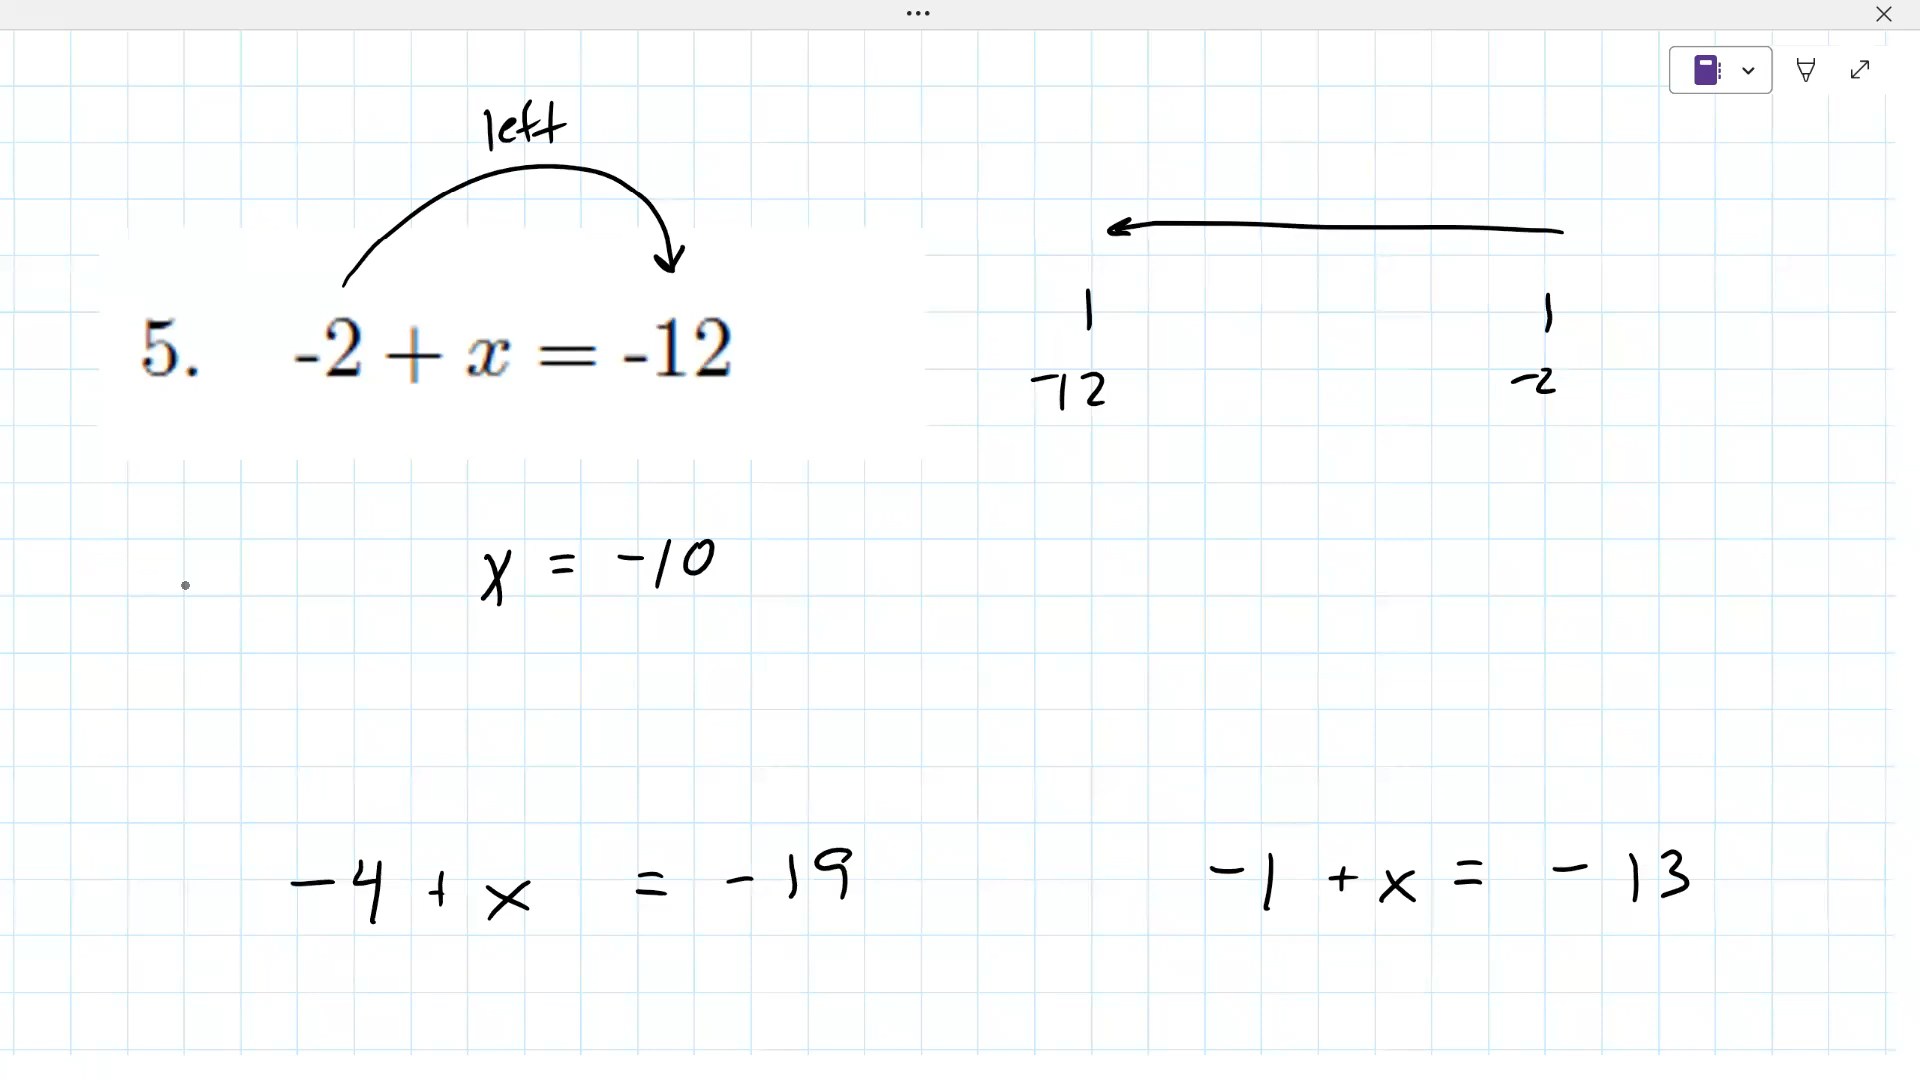 left
5. -2 + x = -12
-12 -2
x = -10
-4 + x = -19
-1 + x = -13